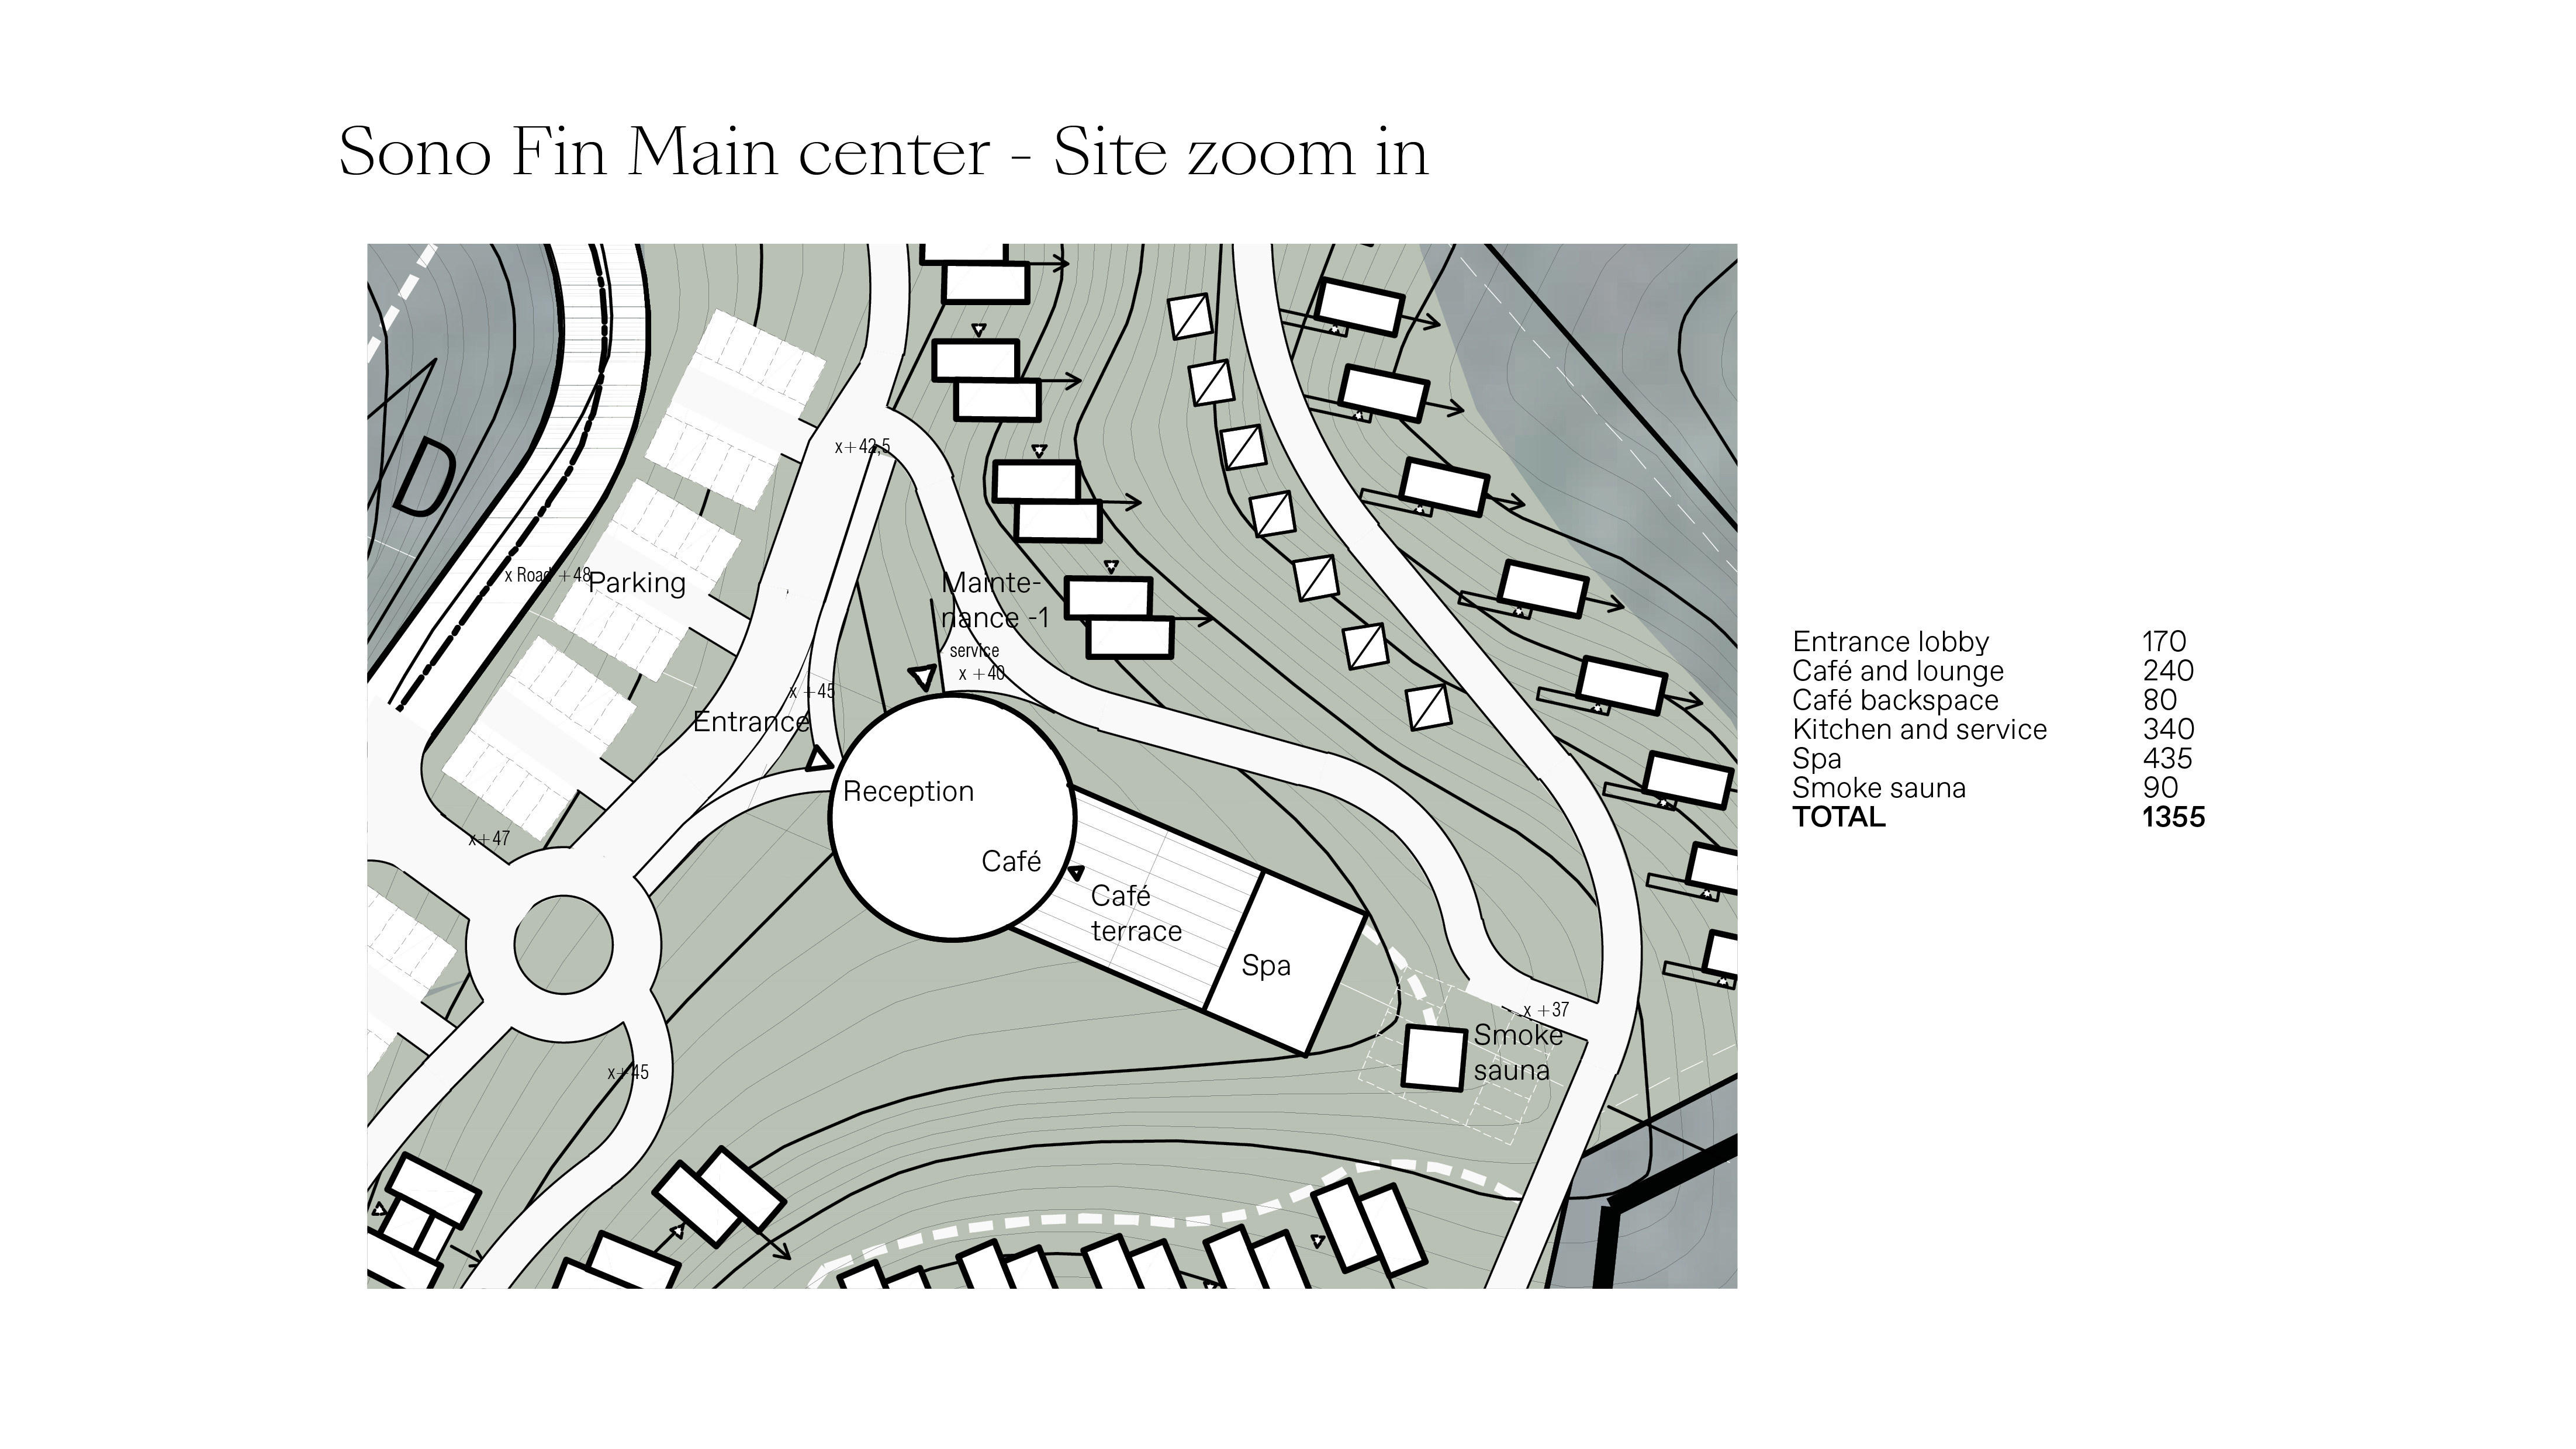 Sono Fin Main center - Site zoom in
D
x+42,5
x Road +48
Parking
Mainte-
nance -1
service
x +40
x +45
Entrance
Reception
Café
x+47
Café
terrace
Spa
x +37
Smoke
sauna
x+45
Entrance lobby 170
Café and lounge 240
Café backspace 80
Kitchen and service 340
Spa 435
Smoke sauna 90
TOTAL 1355